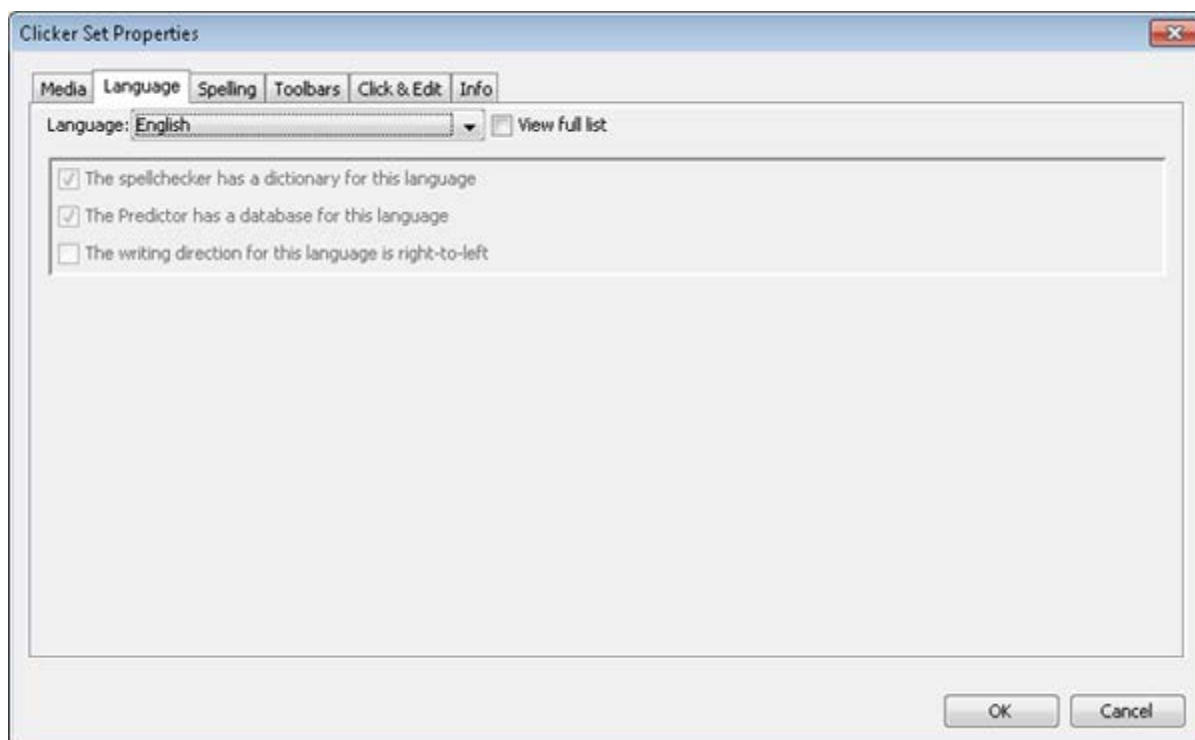 Clicker Set Properties
Media Language Spelling Toolbars Click & Edit Info
Language: English View full list
The spellchecker has a dictionary for this language
The Predictor has a database for this language
The writing direction for this language is right-to-left
OK Cancel